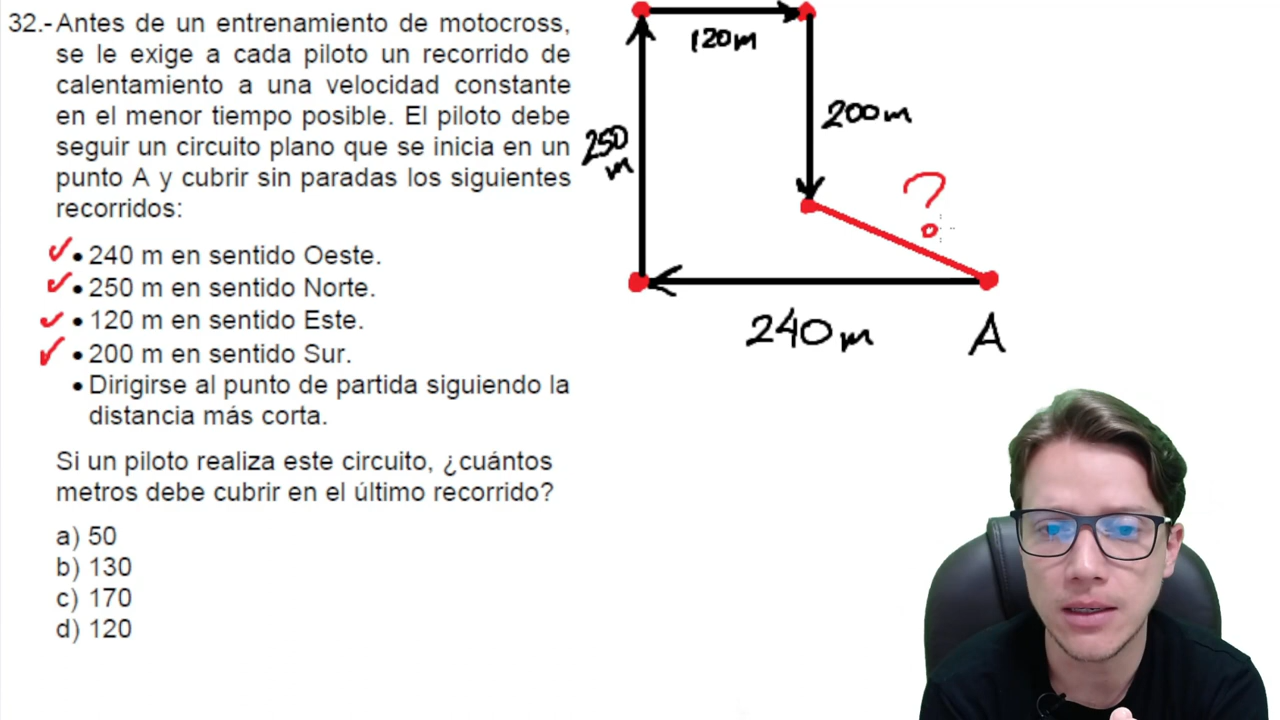 32.- Antes de un entrenamiento de motocross,
se le exige a cada piloto un recorrido de
calentamiento a una velocidad constante
en el menor tiempo posible. El piloto debe
seguir un circuito plano que se inicia en un
punto A y cubrir sin paradas los siguientes
recorridos:
• 240 m en sentido Oeste.
• 250 m en sentido Norte.
• 120 m en sentido Este.
• 200 m en sentido Sur.
• Dirigirse al punto de partida siguiendo la
distancia más corta.
Si un piloto realiza este circuito, ¿cuántos
metros debe cubrir en el último recorrido?
a) 50
b) 130
c) 170
d) 120
120m
200m
250
m
?
240m
A